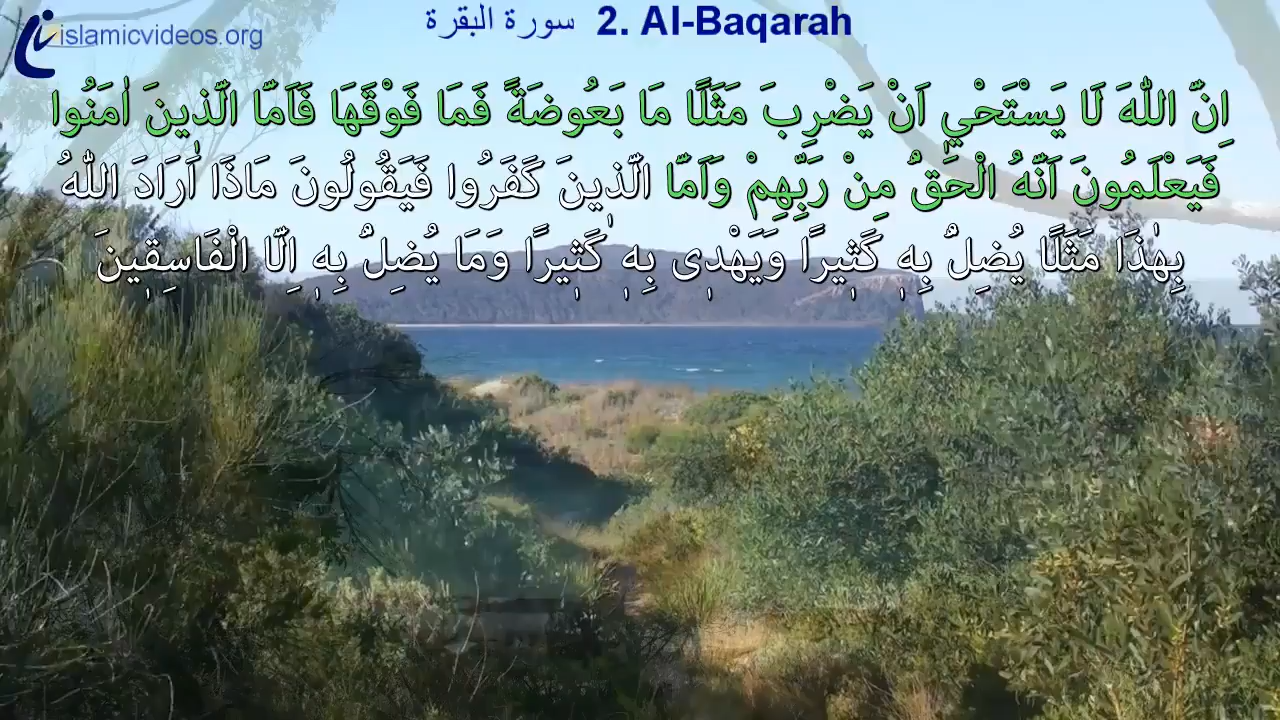 islamicvideos.org
سورة البقرة 2. Al-Baqarah
اِنَّ اللّٰهَ لَا يَسْتَحْيٖ اَنْ يَضْرِبَ مَثَلًا مَا بَعُوضَةً فَمَا فَوْقَهَا فَاَمَّا الَّذٖينَ اٰمَنُوا
فَيَعْلَمُونَ اَنَّهُ الْحَقُّ مِنْ رَبِّهِمْ وَاَمَّا الَّذٖينَ كَفَرُوا فَيَقُولُونَ مَاذَا اَرَادَ اللّٰهُ
بِهٰذَا مَثَلًا يُضِلُّ بِهٖ كَثٖيرًا وَيَهْدٖى بِهٖ كَثٖيرًا وَمَا يُضِلُّ بِهٖ اِلَّا الْفَاسِقٖينَ